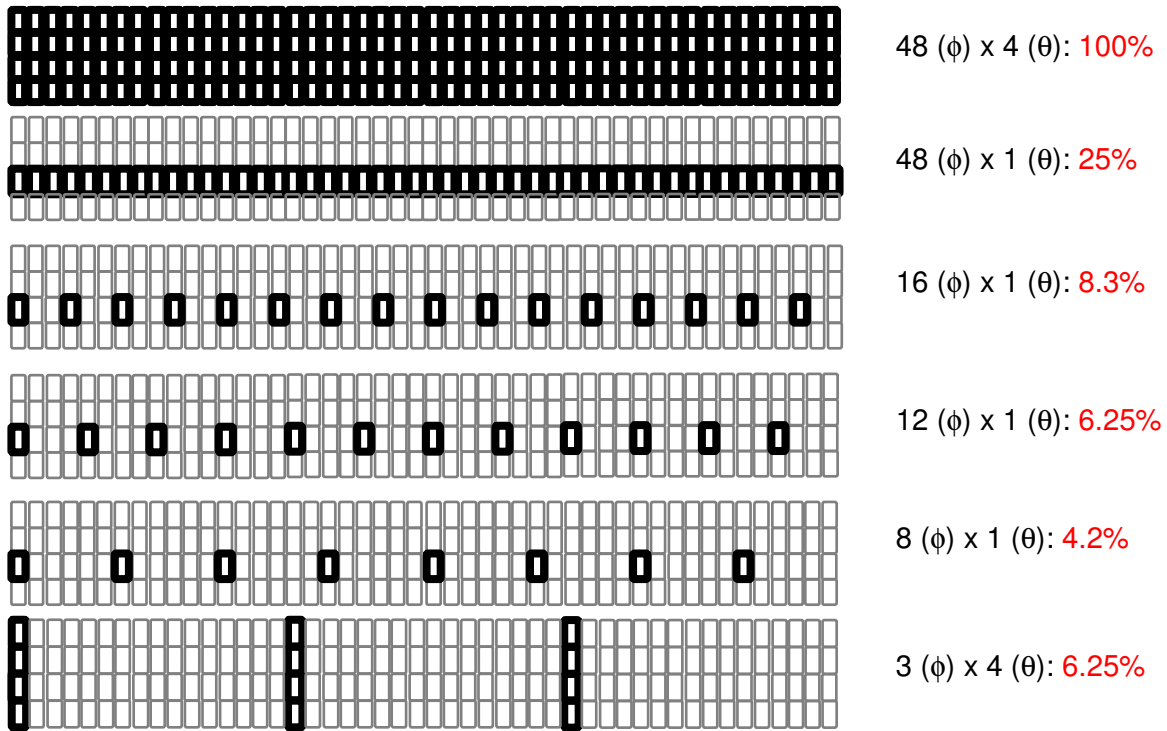 48 (ϕ) x 4 (θ): 100%
48 (ϕ) x 1 (θ): 25%
16 (ϕ) x 1 (θ): 8.3%
12 (ϕ) x 1 (θ): 6.25%
8 (ϕ) x 1 (θ): 4.2%
3 (ϕ) x 4 (θ): 6.25%